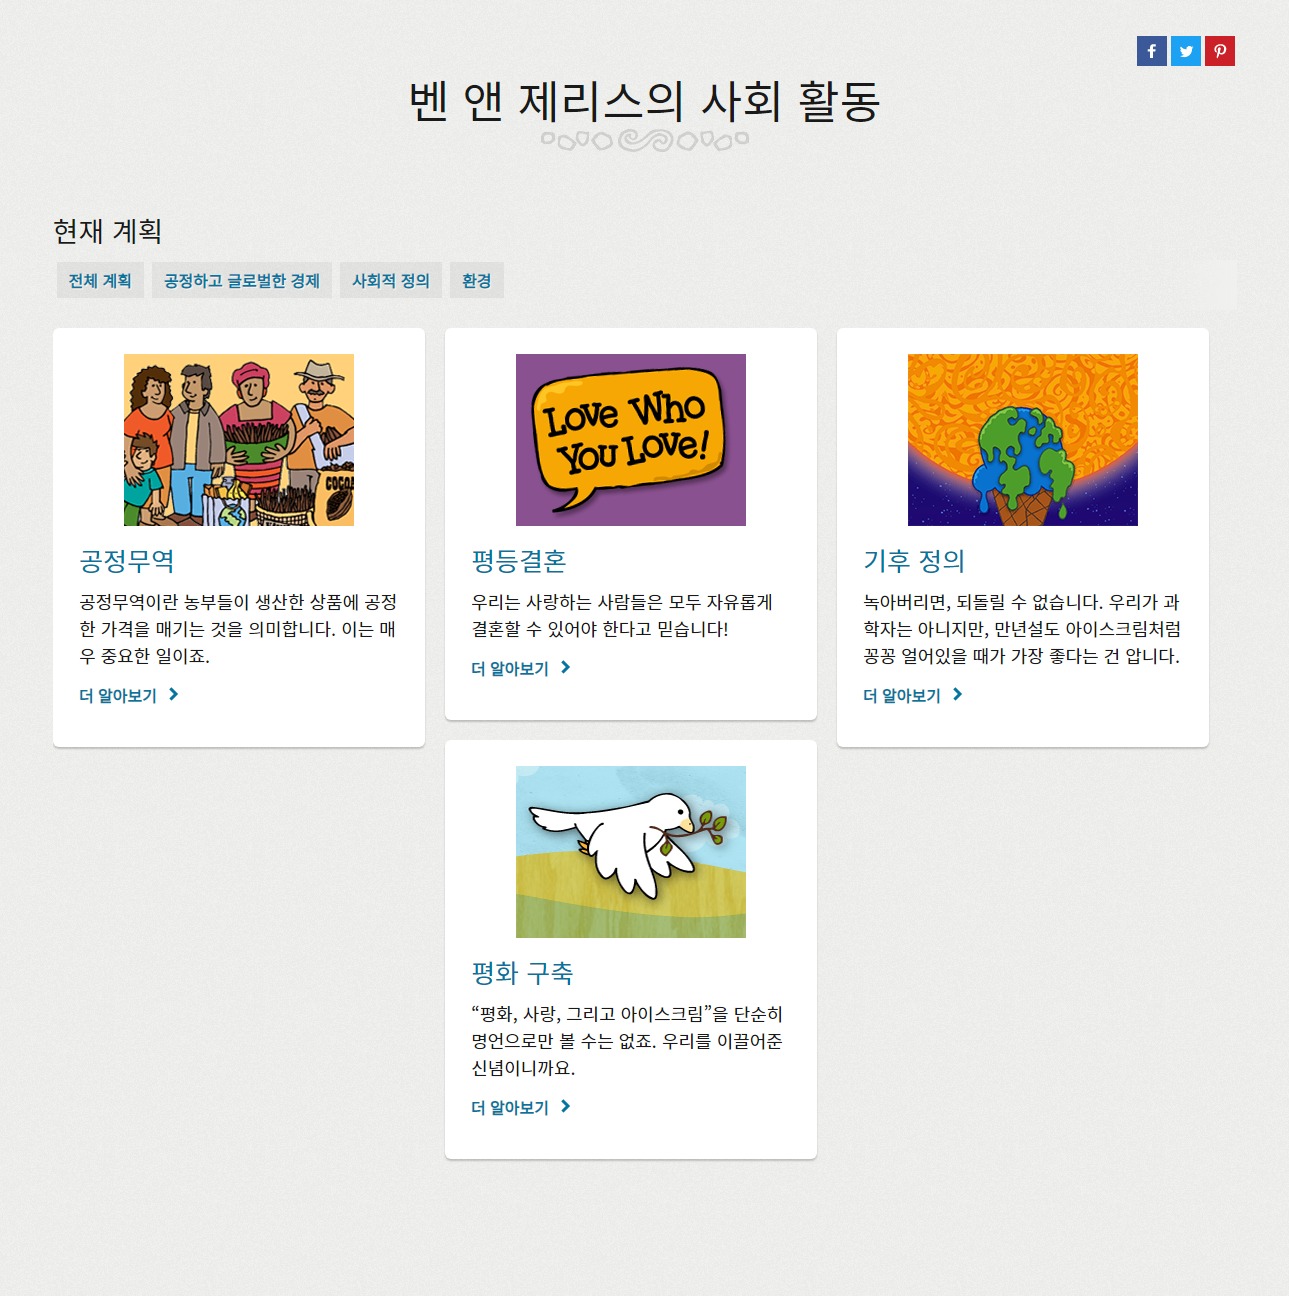 벤 앤 제리스의 사회 활동
현재 계획
전체 계획
공정하고 글로벌한 경제
사회적 정의
환경
COCOA
공정무역
공정무역이란 농부들이 생산한 상품에 공정
한 가격을 매기는 것을 의미합니다. 이는 매
우 중요한 일이죠.
더 알아보기
Love Who
You Love!
평등결혼
우리는 사랑하는 사람들은 모두 자유롭게
결혼할 수 있어야 한다고 믿습니다!
더 알아보기
기후 정의
녹아버리면, 되돌릴 수 없습니다. 우리가 과
학자는 아니지만, 만년설도 아이스크림처럼
꽁꽁 얼어있을 때가 가장 좋다는 건 압니다.
더 알아보기
평화 구축
“평화, 사랑, 그리고 아이스크림”을 단순히
명언으로만 볼 수는 없죠. 우리를 이끌어준
신념이니까요.
더 알아보기